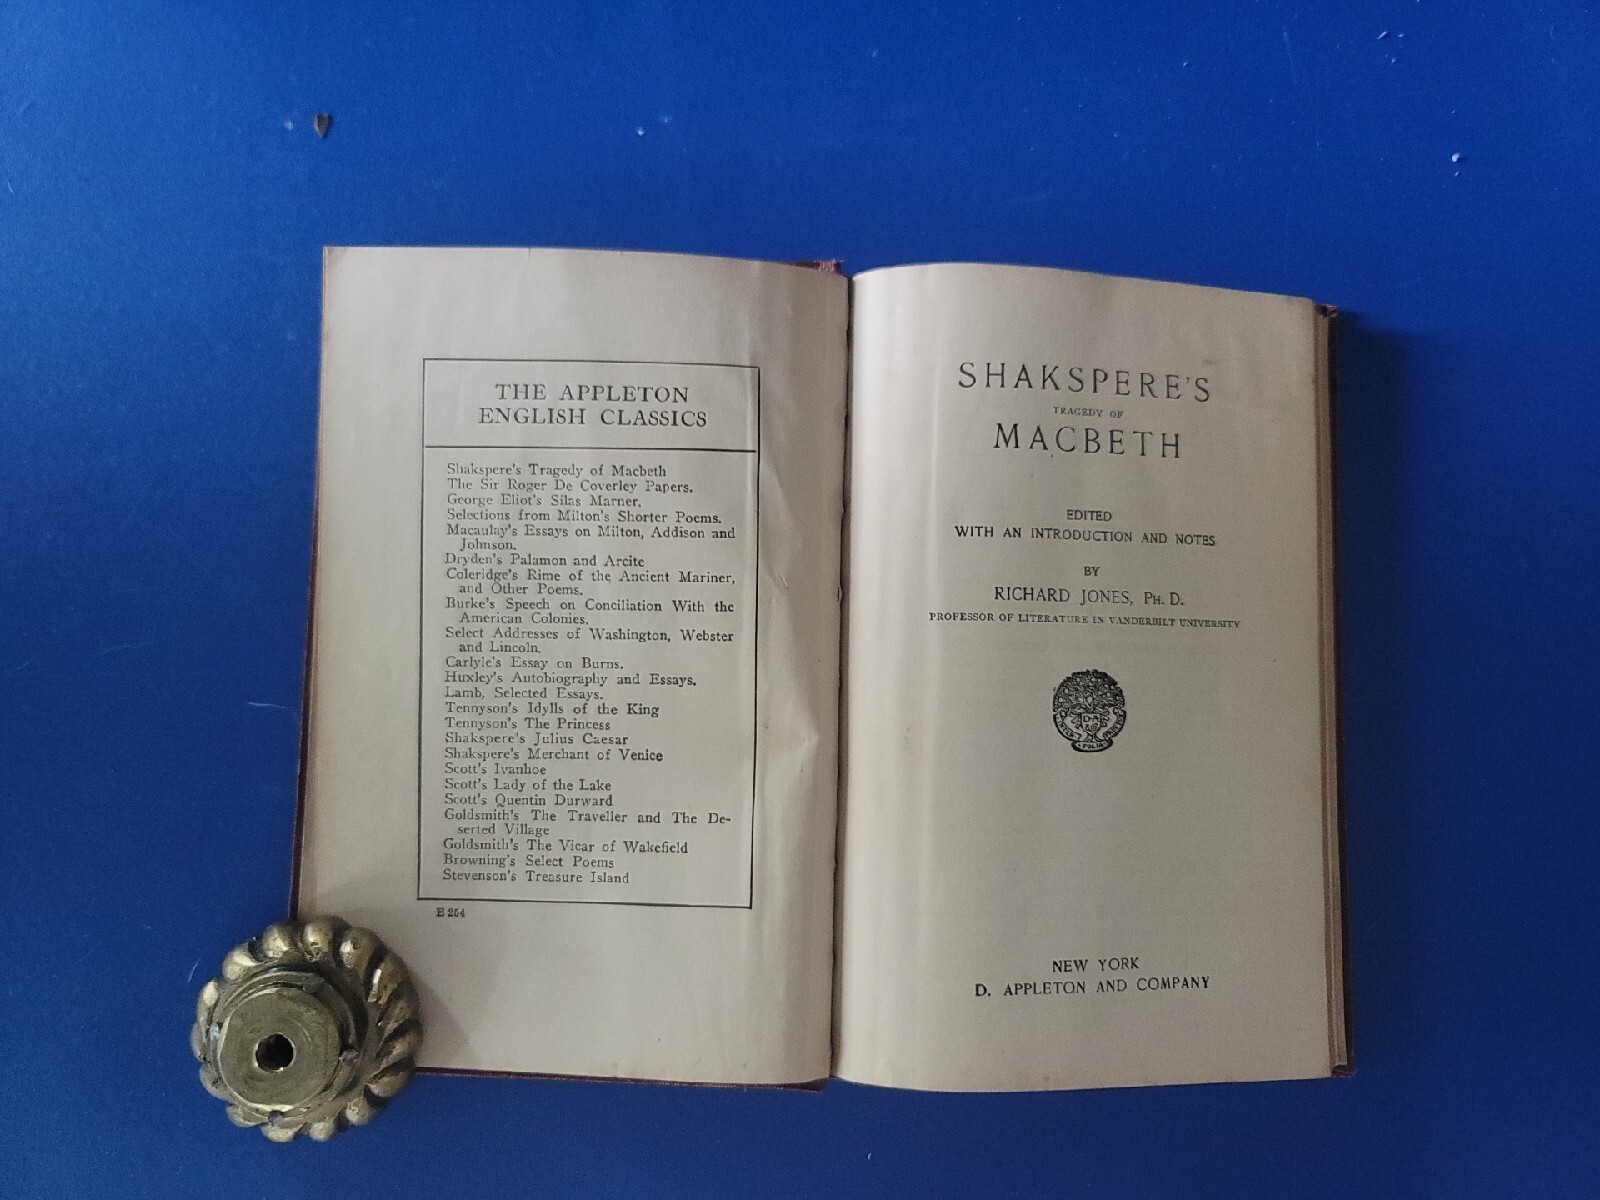 THE APPLETON
ENGLISH CLASSICS
Shakspere's Tragedy of Macbeth
The Sir Roger De Coverley Papers.
George Eliot's Silas Marner.
Selections from Milton's Shorter Poems.
Macaulay's Essays on Milton, Addison and
Johnson.
Dryden's Palamon and Arcite
Coleridge's Rime of the Ancient Mariner,
and Other Poems.
Burke's Speech on Conciliation With the
American Colonies.
Select Addresses of Washington, Webster
and Lincoln.
Carlyle's Essay on Burns.
Huxley's Autobiography and Essays.
Lamb, Selected Essays.
Tennyson's Idylls of the King
Tennyson's The Princess
Shakspere's Julius Caesar
Shakspere's Merchant of Venice
Scott's Ivanhoe
Scott's Lady of the Lake
Scott's Quentin Durward
Goldsmith's The Traveller and The De-
serted Village
Goldsmith's The Vicar of Wakefield
Browning's Select Poems
Stevenson's Treasure Island
E 254
SHAKSPERE'S
TRAGEDY OF
MACBETH
EDITED
WITH AN INTRODUCTION AND NOTES
BY
RICHARD JONES, PH. D.
PROFESSOR OF LITERATURE IN VANDERBILT UNIVERSITY
D·A
FOLIA
NEW YORK
D. APPLETON AND COMPANY